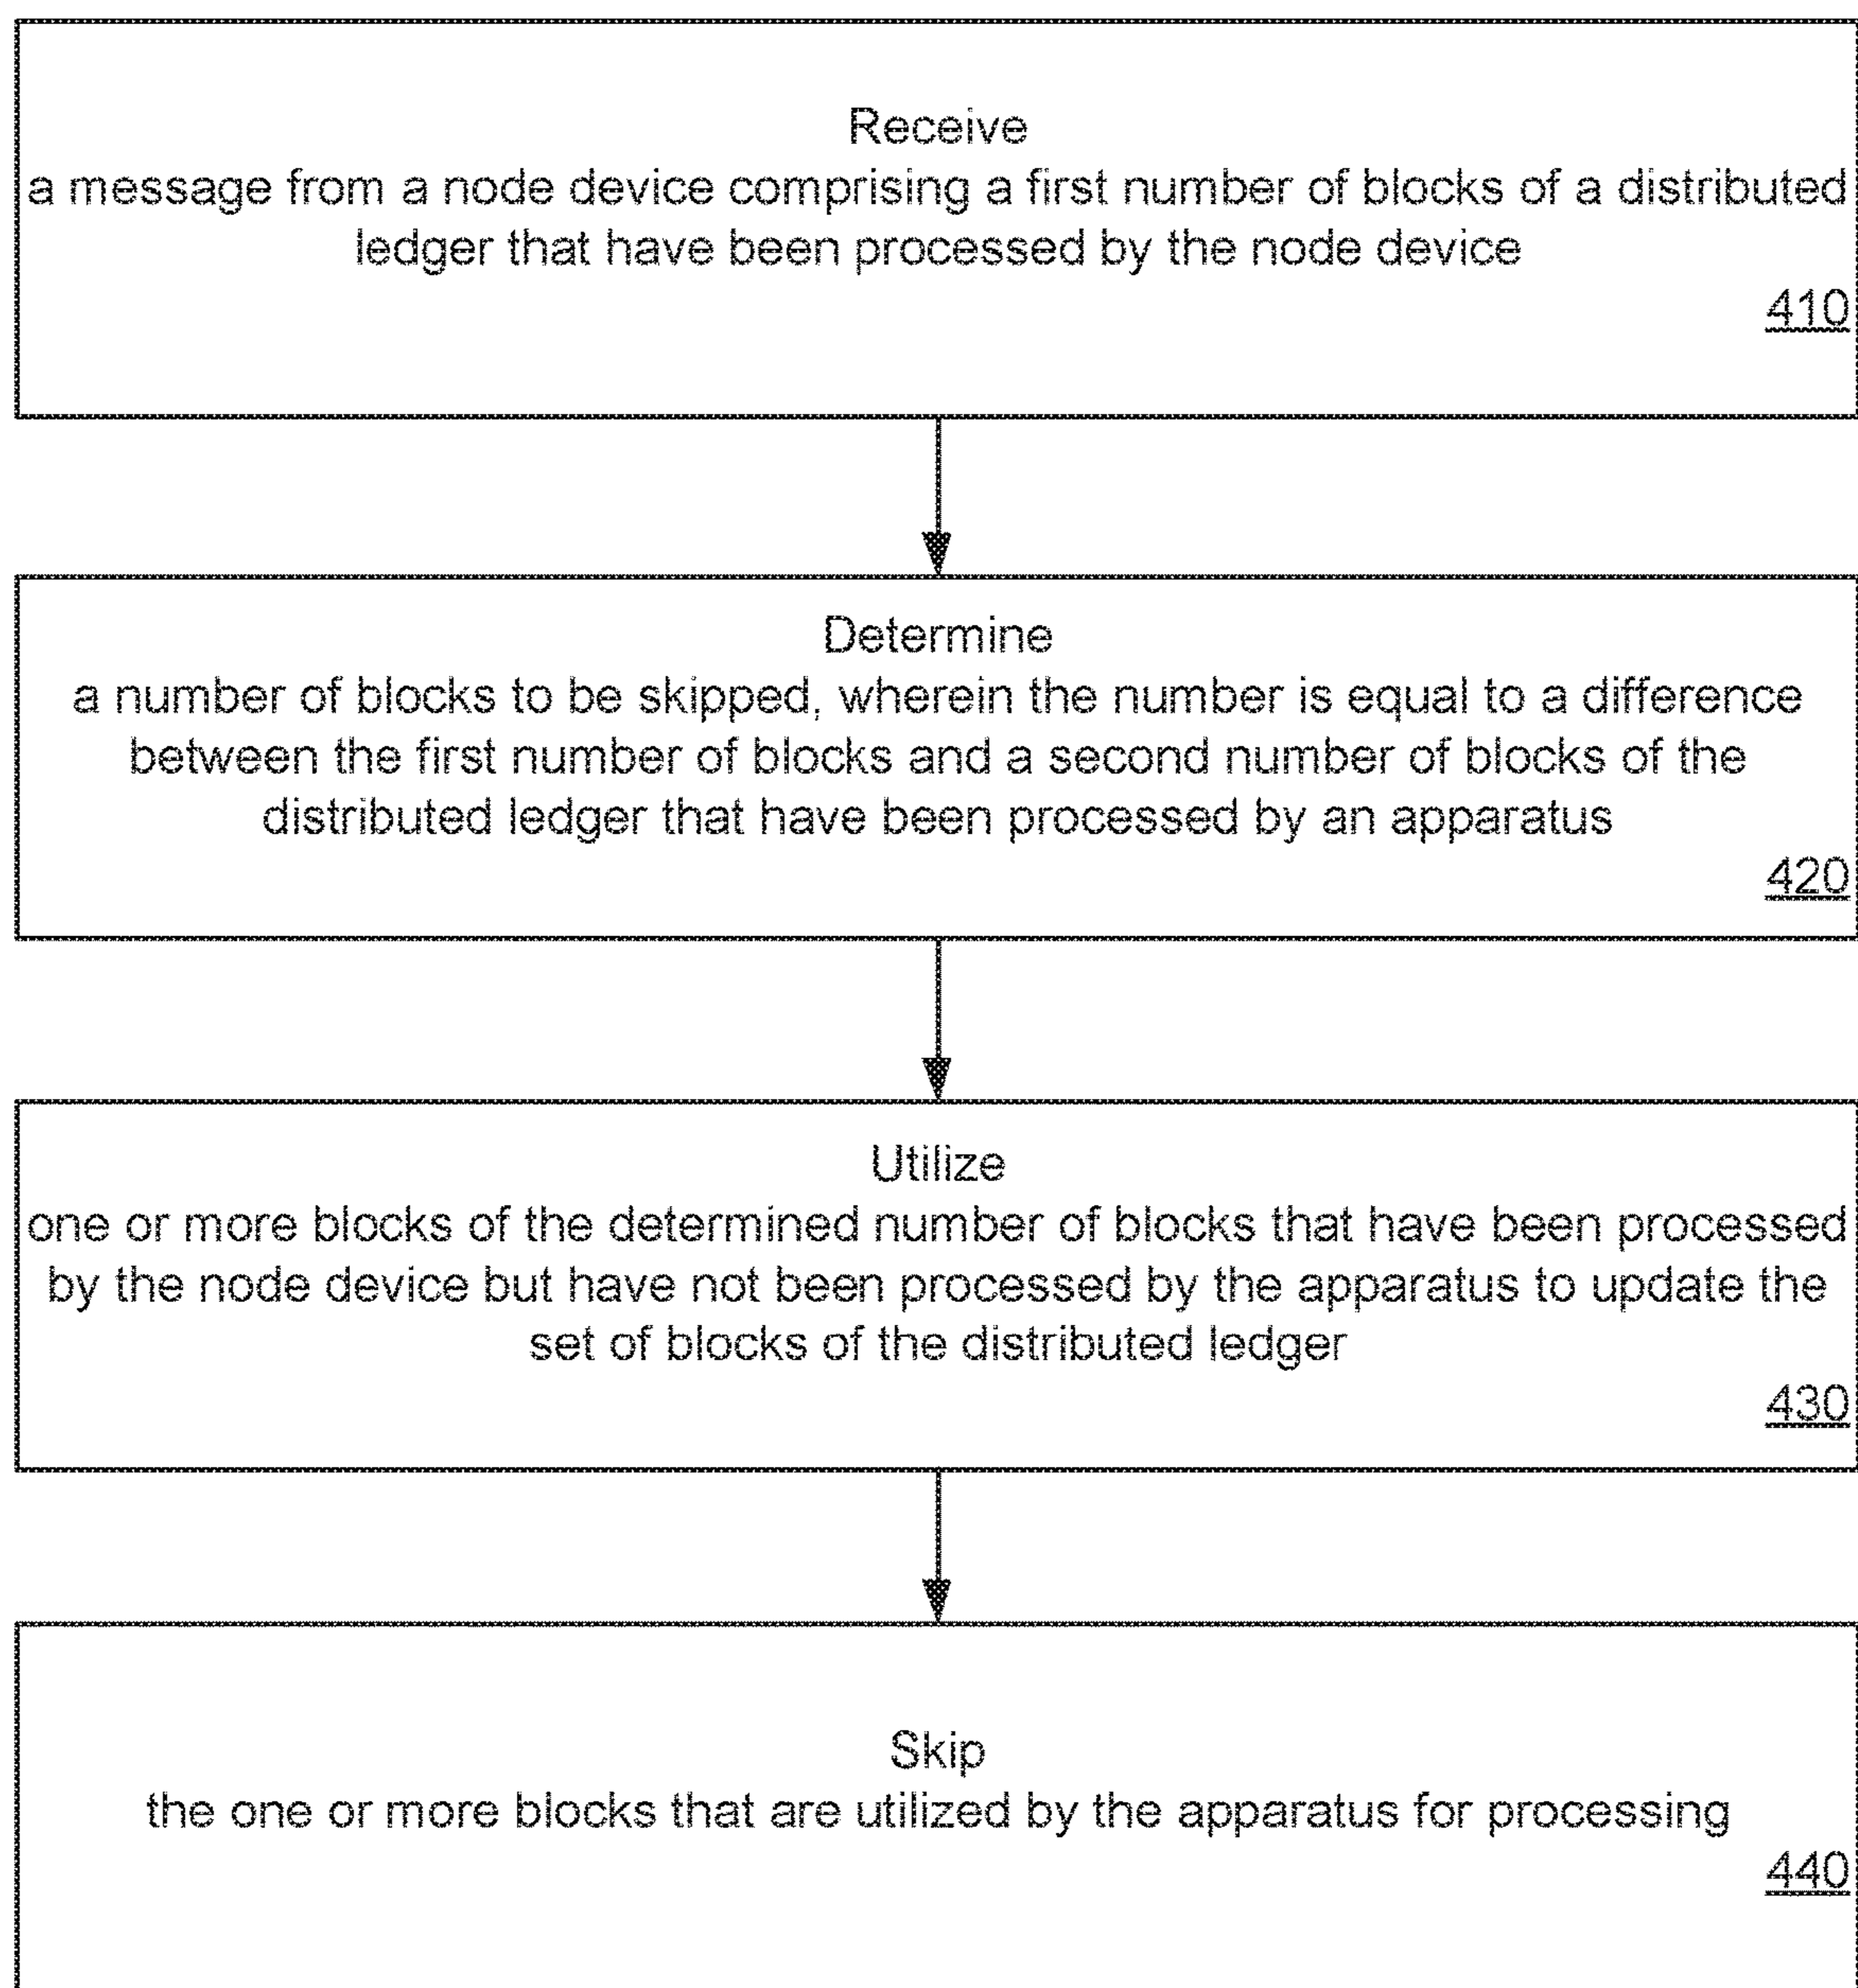 Receive
a message from a node device comprising a first number of blocks of a distributed
ledger that have been processed by the node device
410
Determine
a number of blocks to be skipped, wherein the number is equal to a difference
between the first number of blocks and a second number of blocks of the
distributed ledger that have been processed by an apparatus
420
Utilize
one or more blocks of the determined number of blocks that have been processed
by the node device but have not been processed by the apparatus to update the
set of blocks of the distributed ledger
430
Skip
the one or more blocks that are utilized by the apparatus for processing
440